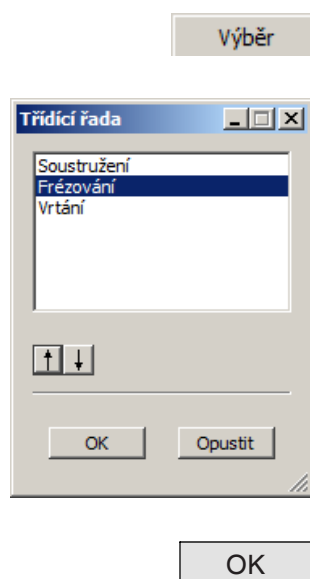 Výběr
Třídící řada
Soustružení
Frézování
Vrtání
OK
Opustit
OK